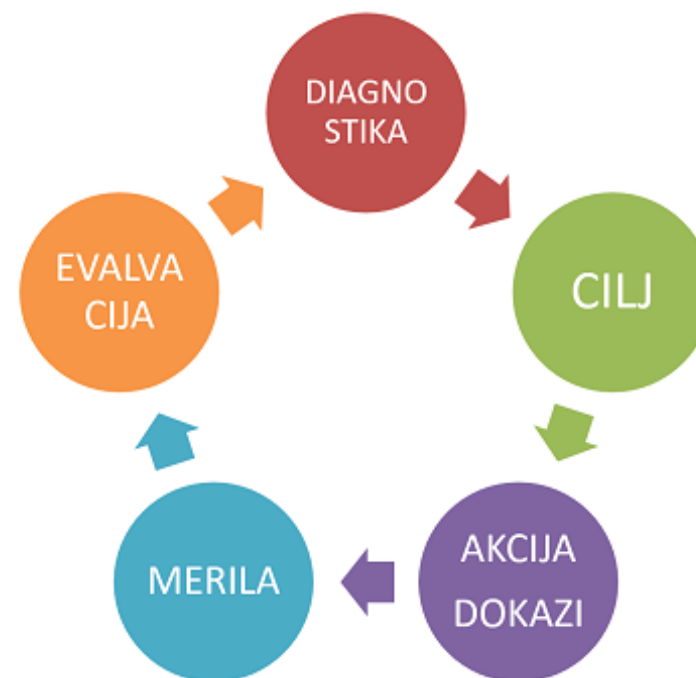 DIAGNO
STIKA
CILJ
AKCIJA
DOKAZI
MERILA
EVALVA
CIJA